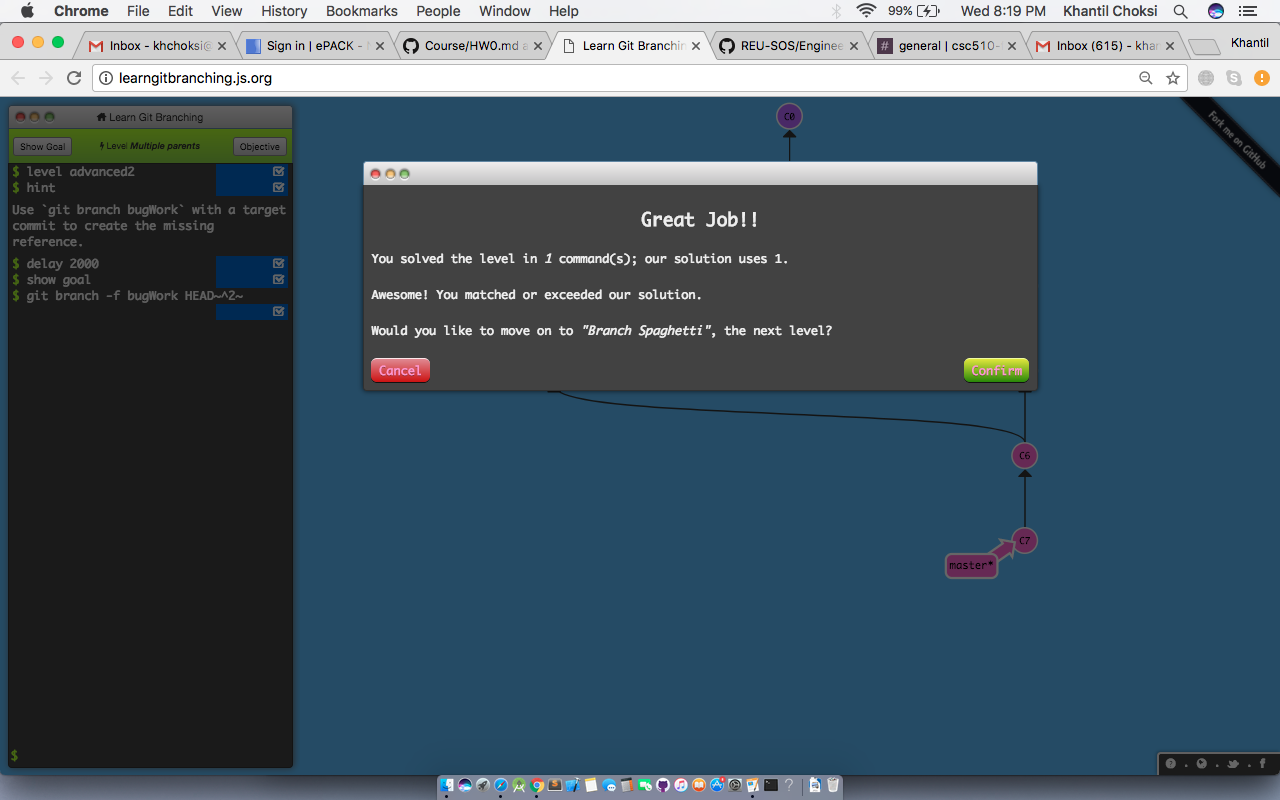 Chrome File Edit View History Bookmarks People Window Help 99% Wed 8:19 PM Khantil Choksi
Inbox - khchoksi@ Sign in | ePACK - Course/HW0.md a Learn Git Branchin REU-SOS/Enginee general | csc510- Inbox (615) - khan Khantil
learngitbranching.js.org
Learn Git Branching
Show Goal Level Multiple parents Objective
$ level advanced2
$ hint
Use `git branch bugWork` with a target
commit to create the missing
reference.
$ delay 2000
$ show goal
$ git branch -f bugWork HEAD~^2~
$
C0
Fork me on GitHub
Great Job!!
You solved the level in 1 command(s); our solution uses 1.
Awesome! You matched or exceeded our solution.
Would you like to move on to "Branch Spaghetti", the next level?
Cancel Confirm
C6
C7
master*